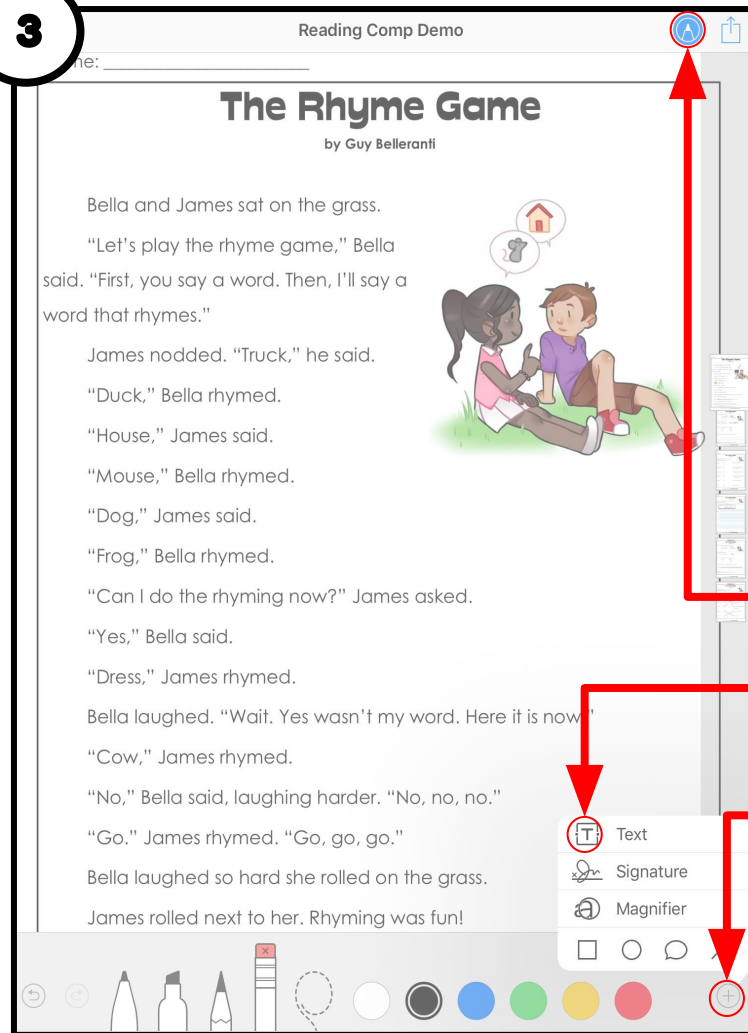 3
Reading Comp Demo
me: ____________________
The Rhyme Game
by Guy Belleranti
Bella and James sat on the grass.
“Let’s play the rhyme game,” Bella
said. “First, you say a word. Then, I’ll say a
word that rhymes.”
James nodded. “Truck,” he said.
“Duck,” Bella rhymed.
“House,” James said.
“Mouse,” Bella rhymed.
“Dog,” James said.
“Frog,” Bella rhymed.
“Can I do the rhyming now?” James asked.
“Yes,” Bella said.
“Dress,” James rhymed.
Bella laughed. “Wait. Yes wasn’t my word. Here it is now.”
“Cow,” James rhymed.
“No,” Bella said, laughing harder. “No, no, no.”
“Go.” James rhymed. “Go, go, go.”
Bella laughed so hard she rolled on the grass.
James rolled next to her. Rhyming was fun!
Text
Signature
Magnifier